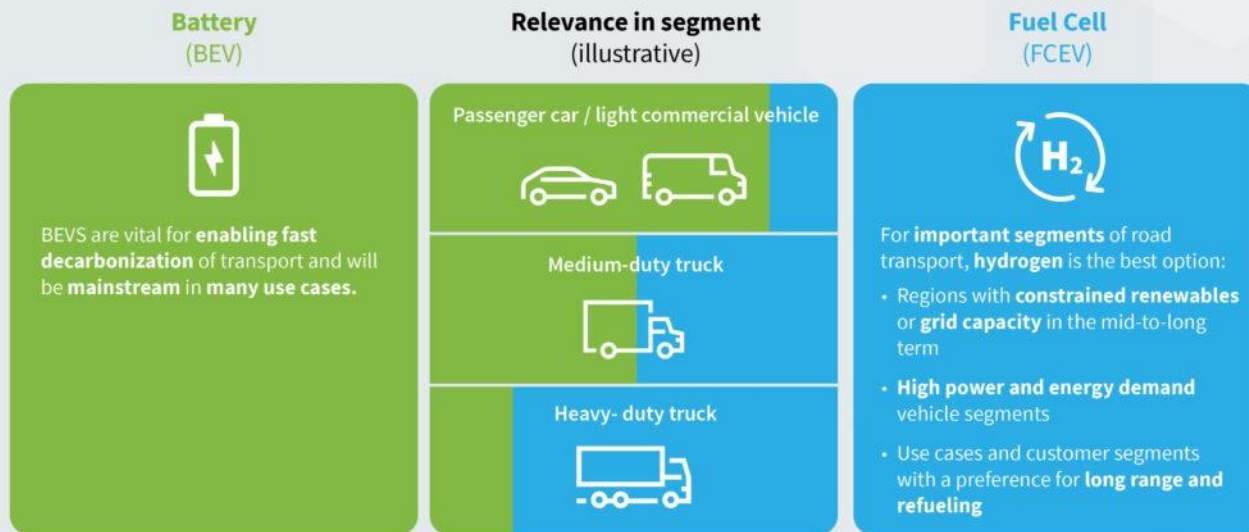 Battery
(BEV)
BEVS are vital for enabling fast
decarbonization of transport and will
be mainstream in many use cases.
Relevance in segment
(illustrative)
Passenger car / light commercial vehicle
Medium-duty truck
Heavy- duty truck
Fuel Cell
(FCEV)
H2
For important segments of road
transport, hydrogen is the best option:
• Regions with constrained renewables
or grid capacity in the mid-to-long
term
• High power and energy demand
vehicle segments
• Use cases and customer segments
with a preference for long range and
refueling